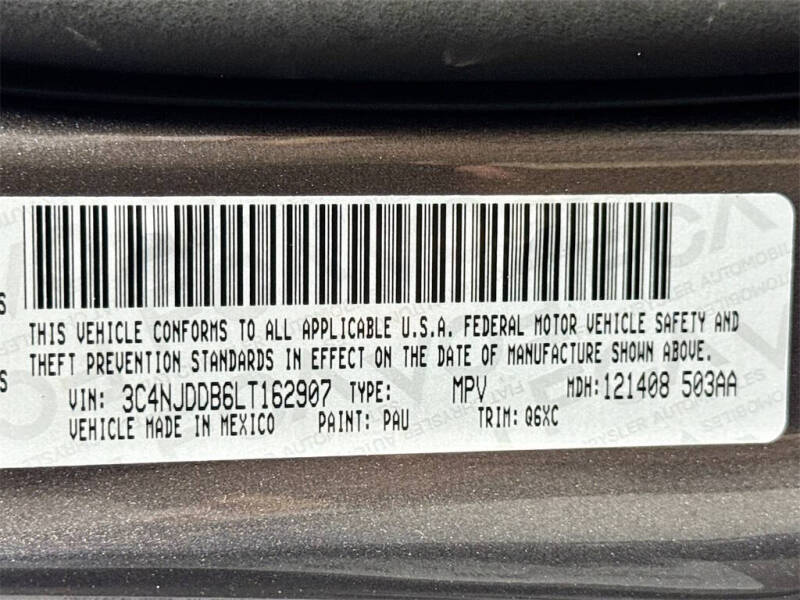 THIS VEHICLE CONFORMS TO ALL APPLICABLE U.S.A. FEDERAL MOTOR VEHICLE SAFETY AND
THEFT PREVENTION STANDARDS IN EFFECT ON THE DATE OF MANUFACTURE SHOWN ABOVE.
VIN: 3C4NJDDB6LT162907 TYPE: MPV MDH: 121408 503AA
VEHICLE MADE IN MEXICO PAINT: PAU TRIM: Q6XC